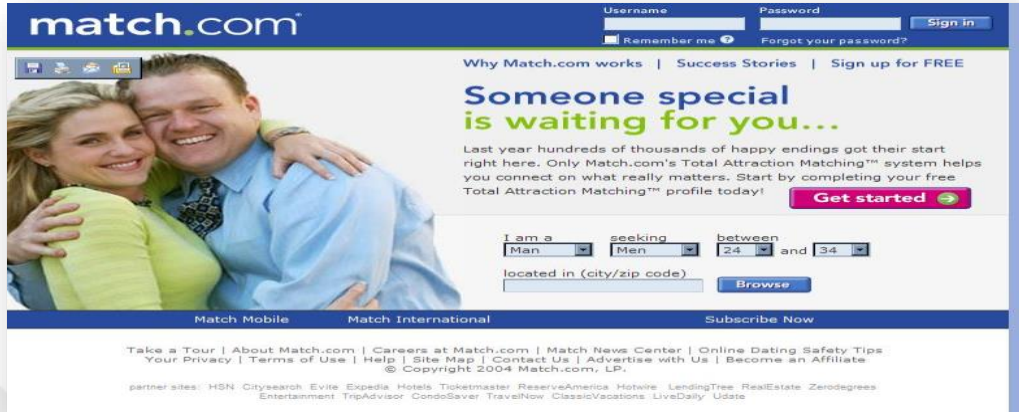 match.com
Username Password
Sign in
Remember me ? Forgot your password?
Why Match.com works | Success Stories | Sign up for FREE
Someone special
is waiting for you...
Last year hundreds of thousands of happy endings got their start
right here. Only Match.com's Total Attraction Matching™ system helps
you connect on what really matters. Start by completing your free
Total Attraction Matching™ profile today!
Get started
I am a seeking between
Man Men 24 and 34
located in (city/zip code)
Browse
Match Mobile Match International Subscribe Now
Take a Tour | About Match.com | Careers at Match.com | Match News Center | Online Dating Safety Tips
Your Privacy | Terms of Use | Help | Site Map | Contact Us | Advertise with Us | Become an Affiliate
© Copyright 2004 Match.com, LP.
partner sites: HSN Citysearch Evite Expedia Hotels Ticketmaster ReserveAmerica Hotwire LendingTree RealEstate Zerodegrees
Entertainment TripAdvisor CondoSaver TravelNow ClassicVacations LiveDaily Udate